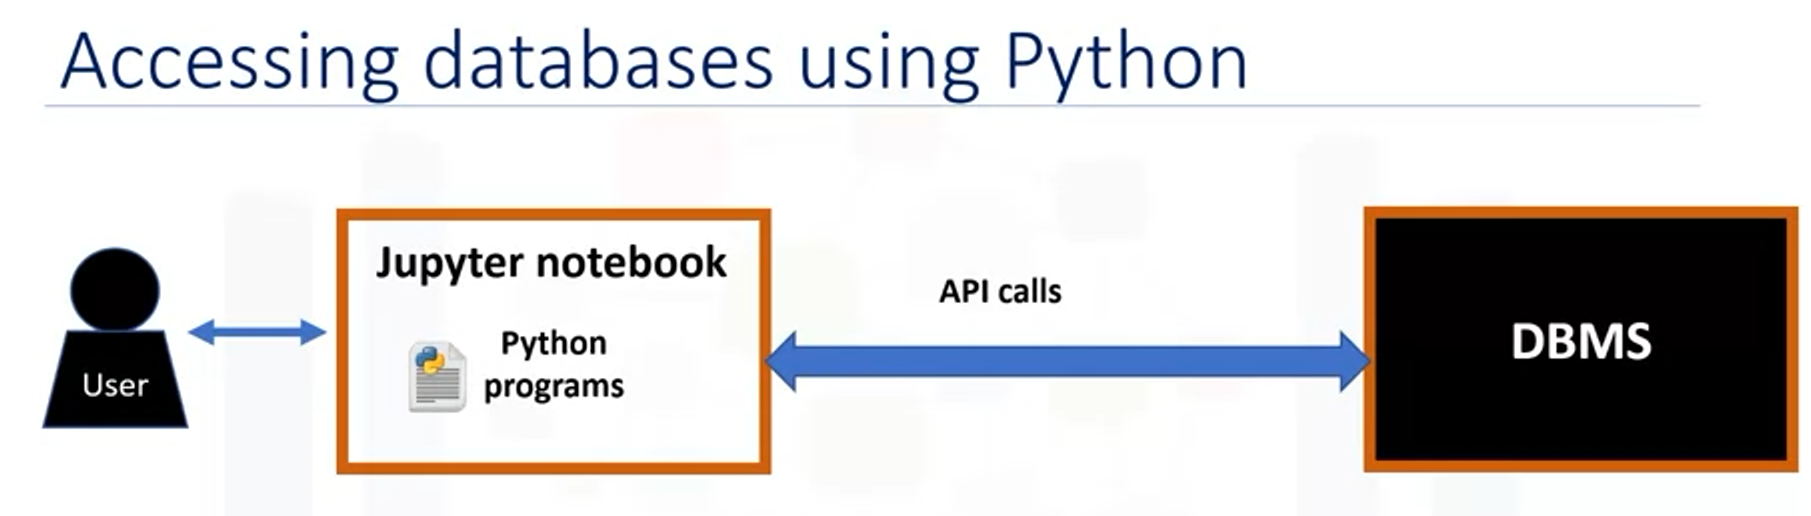 Accessing databases using Python
Jupyter notebook
Python
programs
User
API calls
DBMS